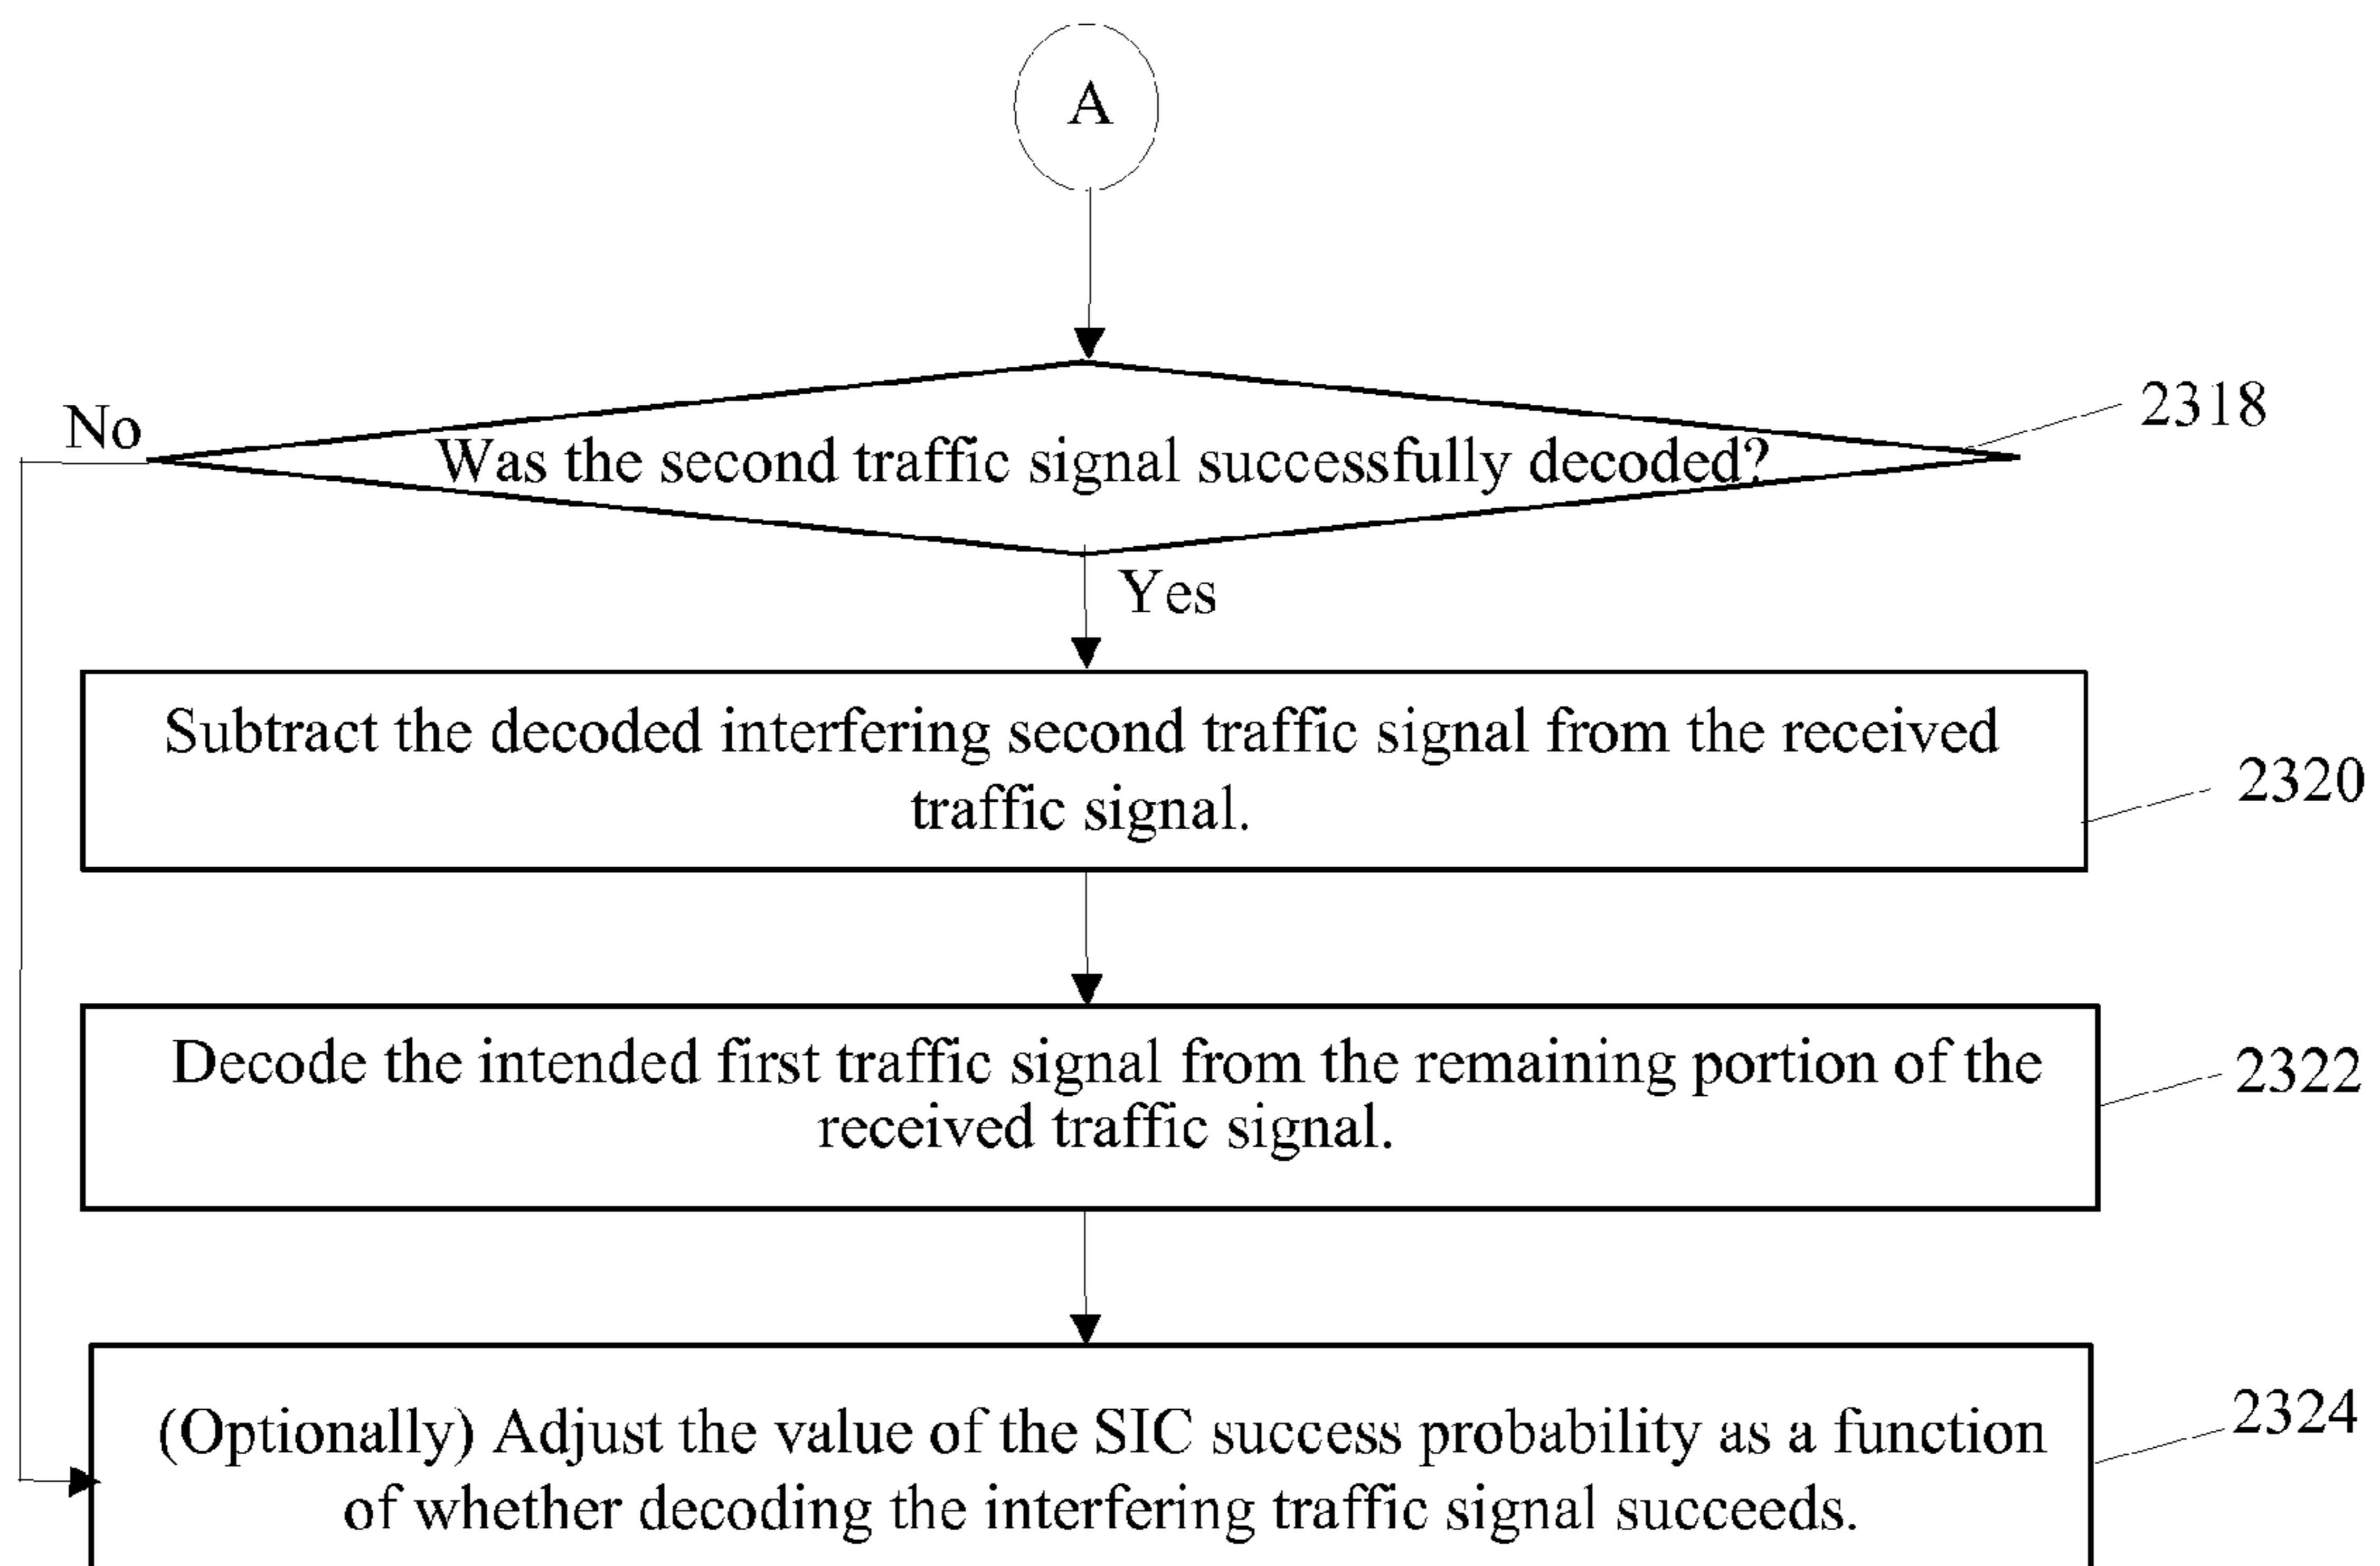 A
No
Was the second traffic signal successfully decoded?
2318
Yes
Subtract the decoded interfering second traffic signal from the received
traffic signal.
2320
Decode the intended first traffic signal from the remaining portion of the
received traffic signal.
2322
(Optionally) Adjust the value of the SIC success probability as a function
of whether decoding the interfering traffic signal succeeds.
2324